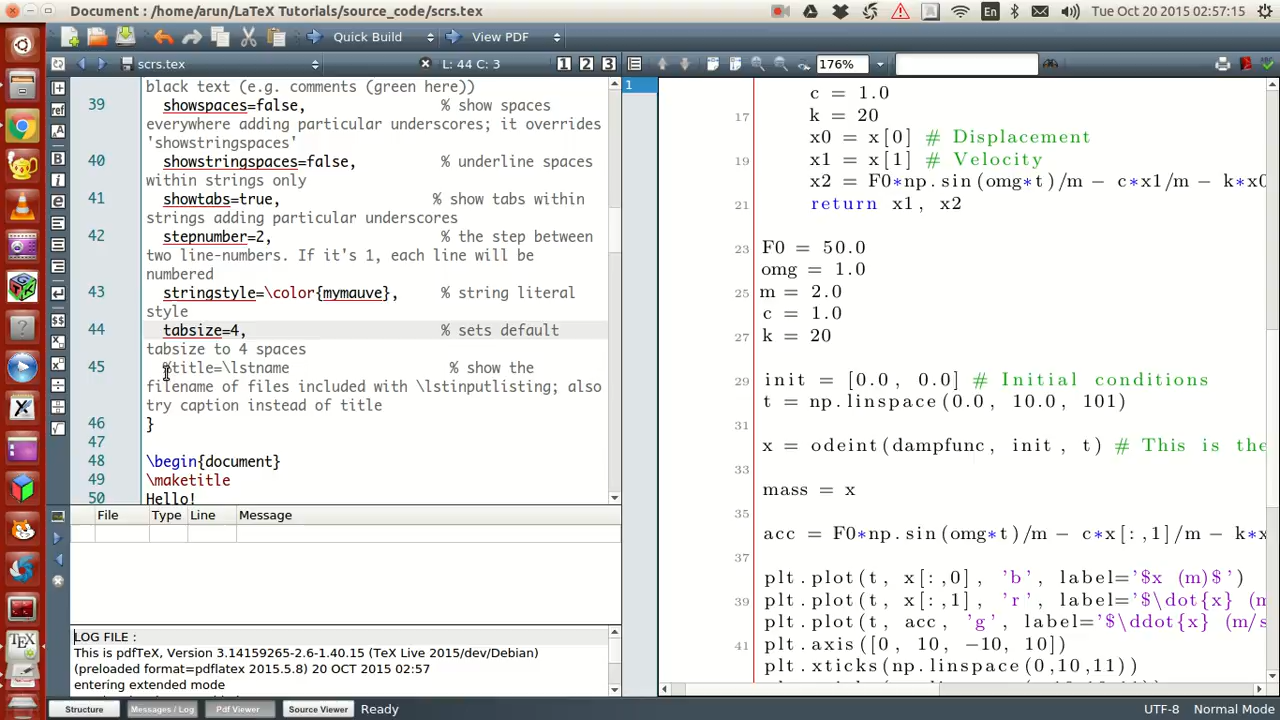 Document : /home/arun/LaTeX Tutorials/source_code/scrs.tex
En
Tue Oct 20 2015 02:57:15
Quick Build
View PDF
scrs.tex
L: 44 C: 3
1 2 3
176%
ref
black text (e.g. comments (green here))
39 showspaces=false, % show spaces
everywhere adding particular underscores; it overrides
'showstringspaces'
40 showstringspaces=false, % underline spaces
within strings only
41 showtabs=true, % show tabs within
strings adding particular underscores
42 stepnumber=2, % the step between
two line-numbers. If it's 1, each line will be
numbered
43 stringstyle=\color{mymauve}, % string literal
style
44 tabsize=4, % sets default
tabsize to 4 spaces
45 %title=\lstname % show the
filename of files included with \lstinputlisting; also
try caption instead of title
46 }
47
48 \begin{document}
49 \maketitle
50 Hello!
File Type Line Message
LOG FILE :
This is pdfTeX, Version 3.14159265-2.6-1.40.15 (TeX Live 2015/dev/Debian)
(preloaded format=pdflatex 2015.5.8) 20 OCT 2015 02:57
entering extended mode
1
c = 1.0
17 k = 20
x0 = x[0] # Displacement
19 x1 = x[1] # Velocity
x2 = F0*np.sin(omg*t)/m - c*x1/m - k*x0
21 return x1, x2
23 F0 = 50.0
omg = 1.0
25 m = 2.0
c = 1.0
27 k = 20
29 init = [0.0, 0.0] # Initial conditions
t = np.linspace(0.0, 10.0, 101)
31
x = odeint(dampfunc, init, t) # This is the
33
mass = x
35
acc = F0*np.sin(omg*t)/m - c*x[:,1]/m - k*x
37
plt.plot(t, x[:,0], 'b', label='$x (m)$')
39 plt.plot(t, x[:,1], 'r', label='$\dot{x} (m
plt.plot(t, acc, 'g', label='$\ddot{x} (m/s
41 plt.axis([0, 10, -10, 10])
plt.xticks(np.linspace(0,10,11))
Structure Messages / Log Pdf Viewer Source Viewer Ready
UTF-8 Normal Mode